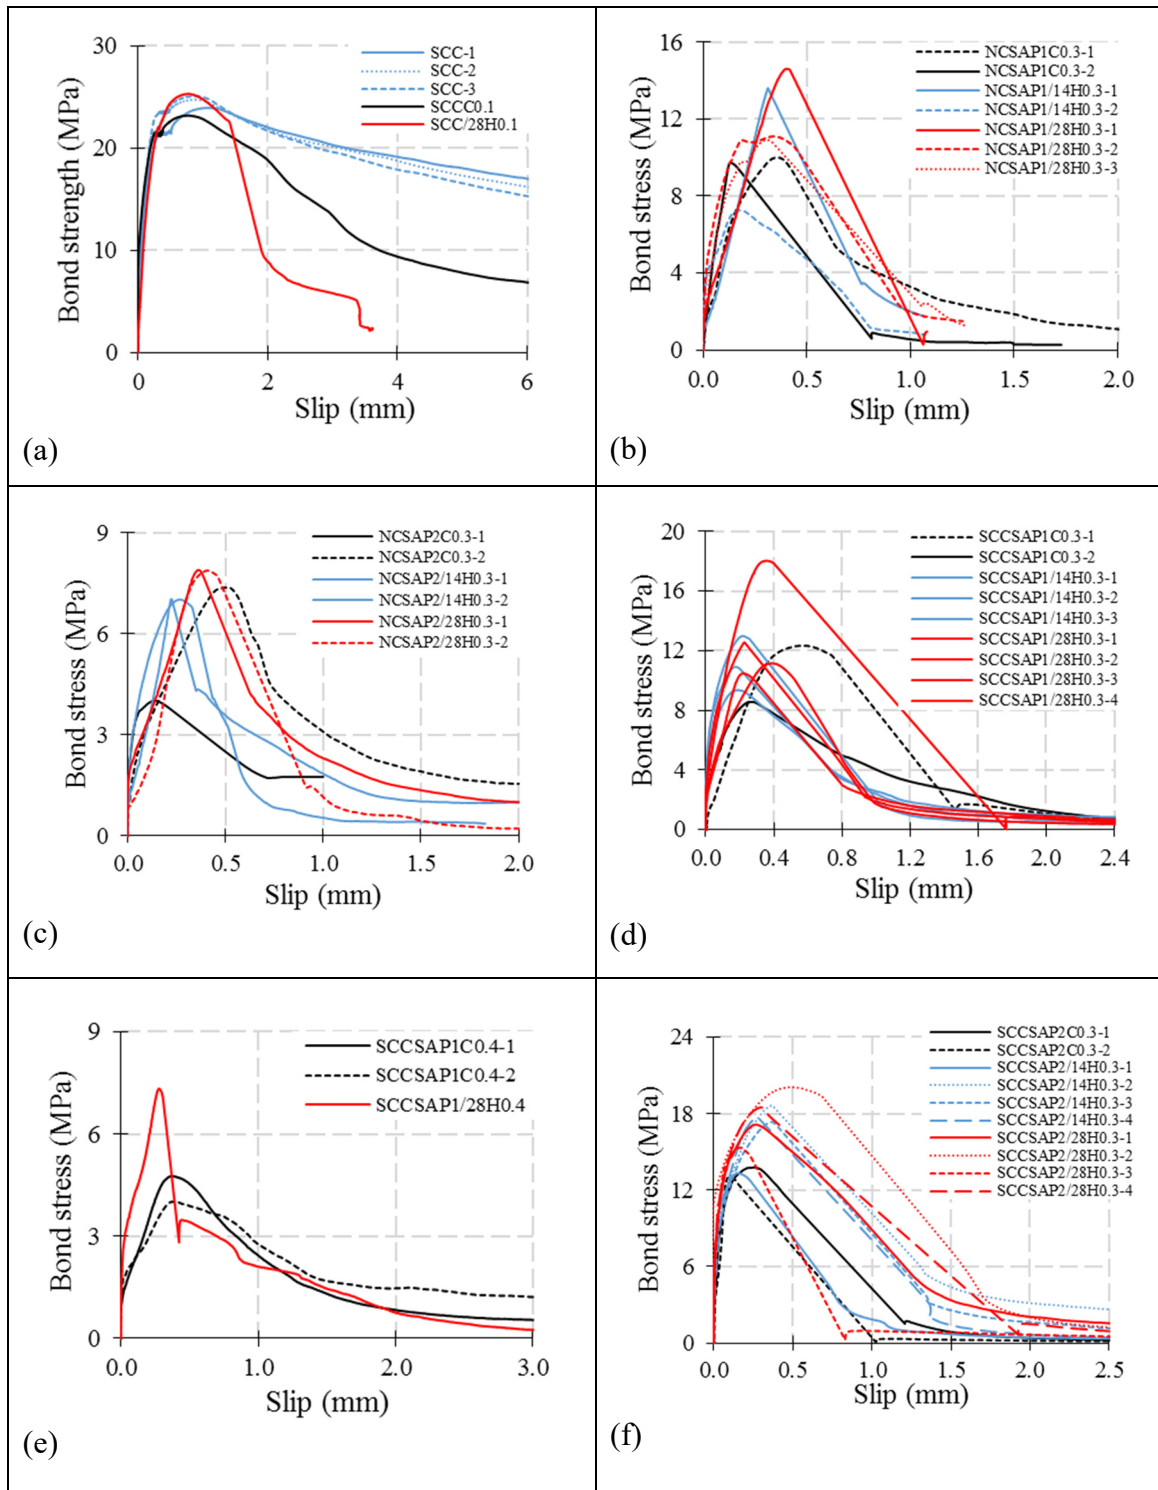 30
20
10
0
Bond strength (MPa)
SCC-1
SCC-2
SCC-3
SCCC0.1
SCC/28H0.1
0 2 4 6
Slip (mm)
(a)
16
12
8
4
0
Bond stress (MPa)
NCSAP1C0.3-1
NCSAP1C0.3-2
NCSAP1/14H0.3-1
NCSAP1/14H0.3-2
NCSAP1/28H0.3-1
NCSAP1/28H0.3-2
NCSAP1/28H0.3-3
0.0 0.5 1.0 1.5 2.0
Slip (mm)
(b)
9
6
3
0
Bond stress (MPa)
NCSAP2C0.3-1
NCSAP2C0.3-2
NCSAP2/14H0.3-1
NCSAP2/14H0.3-2
NCSAP2/28H0.3-1
NCSAP2/28H0.3-2
0.0 0.5 1.0 1.5 2.0
Slip (mm)
(c)
20
16
12
8
4
0
Bond stress (MPa)
SCCSAP1C0.3-1
SCCSAP1C0.3-2
SCCSAP1/14H0.3-1
SCCSAP1/14H0.3-2
SCCSAP1/14H0.3-3
SCCSAP1/28H0.3-1
SCCSAP1/28H0.3-2
SCCSAP1/28H0.3-3
SCCSAP1/28H0.3-4
0.0 0.4 0.8 1.2 1.6 2.0 2.4
Slip (mm)
(d)
9
6
3
0
Bond stress (MPa)
SCCSAP1C0.4-1
SCCSAP1C0.4-2
SCCSAP1/28H0.4
0.0 1.0 2.0 3.0
Slip (mm)
(e)
24
18
12
6
0
Bond stress (MPa)
SCCSAP2C0.3-1
SCCSAP2C0.3-2
SCCSAP2/14H0.3-1
SCCSAP2/14H0.3-2
SCCSAP2/14H0.3-3
SCCSAP2/14H0.3-4
SCCSAP2/28H0.3-1
SCCSAP2/28H0.3-2
SCCSAP2/28H0.3-3
SCCSAP2/28H0.3-4
0.0 0.5 1.0 1.5 2.0 2.5
Slip (mm)
(f)